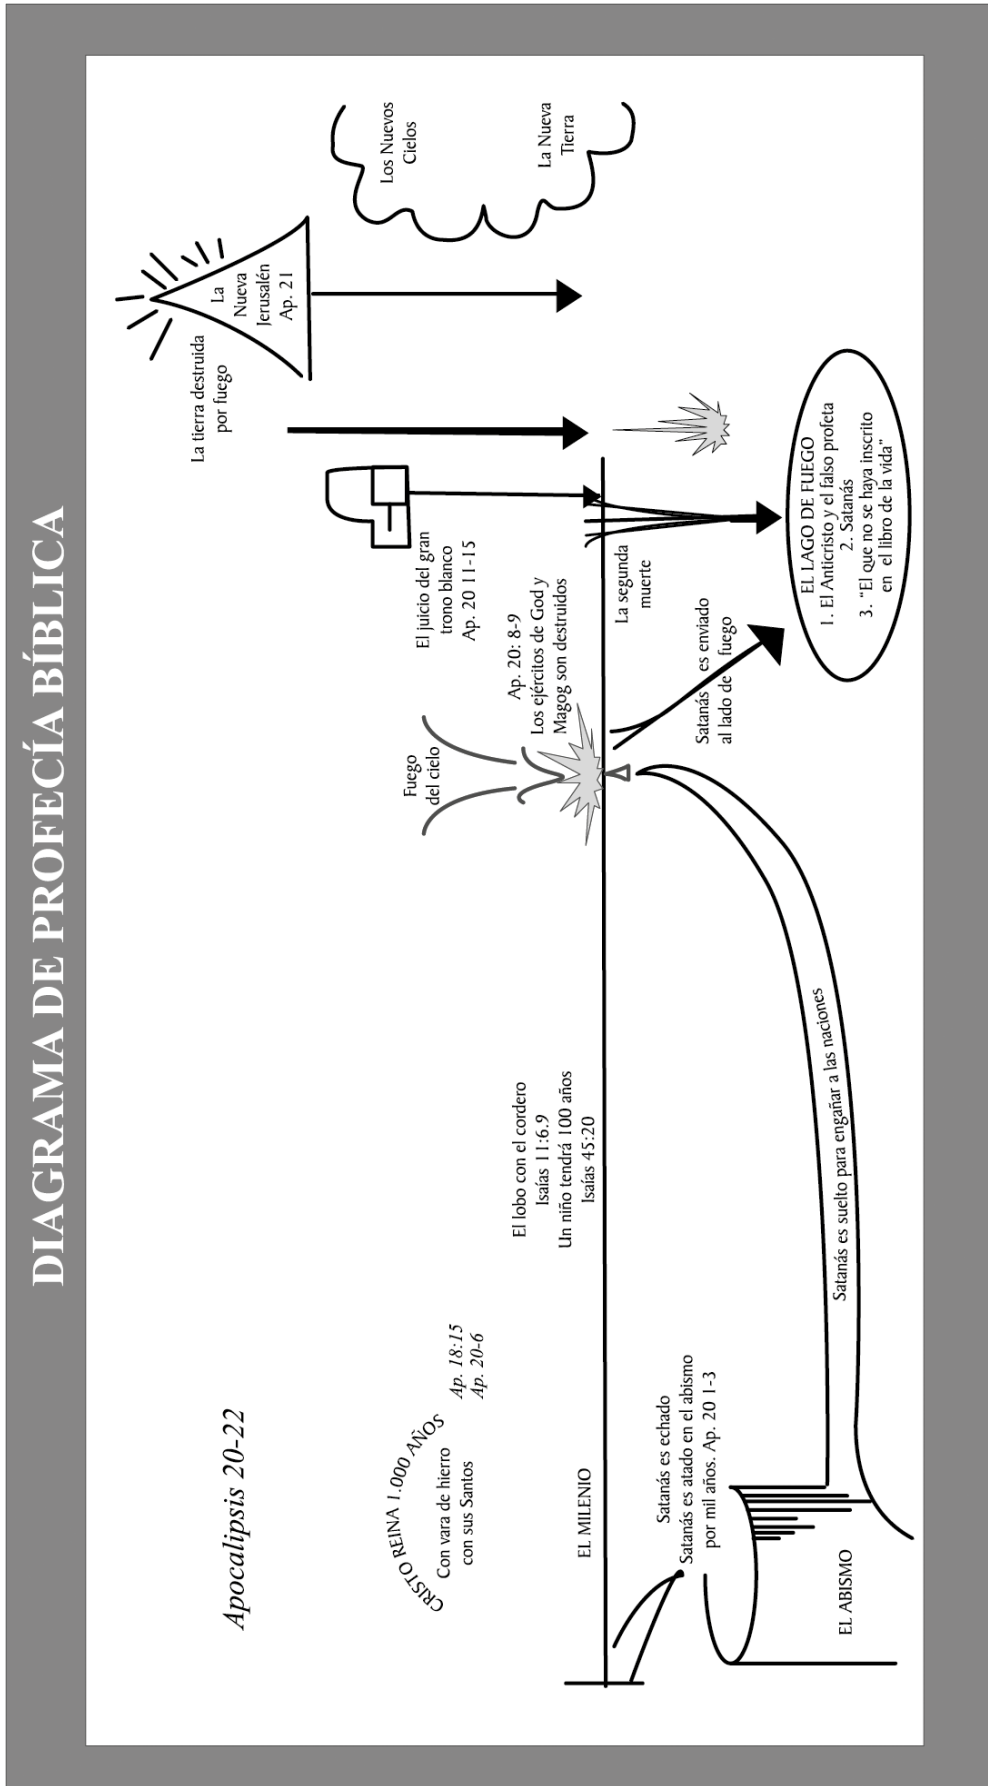 DIAGRAMA DE PROFECÍA BÍBLICA
Apocalipsis 20-22
CRISTO REINA 1.000 AÑOS
Con vara de hierro
con sus Santos
Ap. 18:15
Ap. 20-6
EL MILENIO
Satanás es echado
Satanás es atado en el abismo
por mil años. Ap. 20 1-3
EL ABISMO
El lobo con el cordero
Isaías 11:6.9
Un niño tendrá 100 años
Isaías 45:20
Satanás es suelto para engañar a las naciones
Fuego
del cielo
Ap. 20: 8-9
Los ejércitos de God y
Magog son destruidos
Satanás es enviado
al lado de fuego
El juicio del gran
trono blanco
Ap. 20 11-15
La segunda
muerte
EL LAGO DE FUEGO
1. El Anticristo y el falso profeta
2. Satanás
3. "El que no se haya inscrito
en el libro de la vida"
La tierra destruida
por fuego
La
Nueva
Jerusalén
Ap. 21
Los Nuevos
Cielos
La Nueva
Tierra